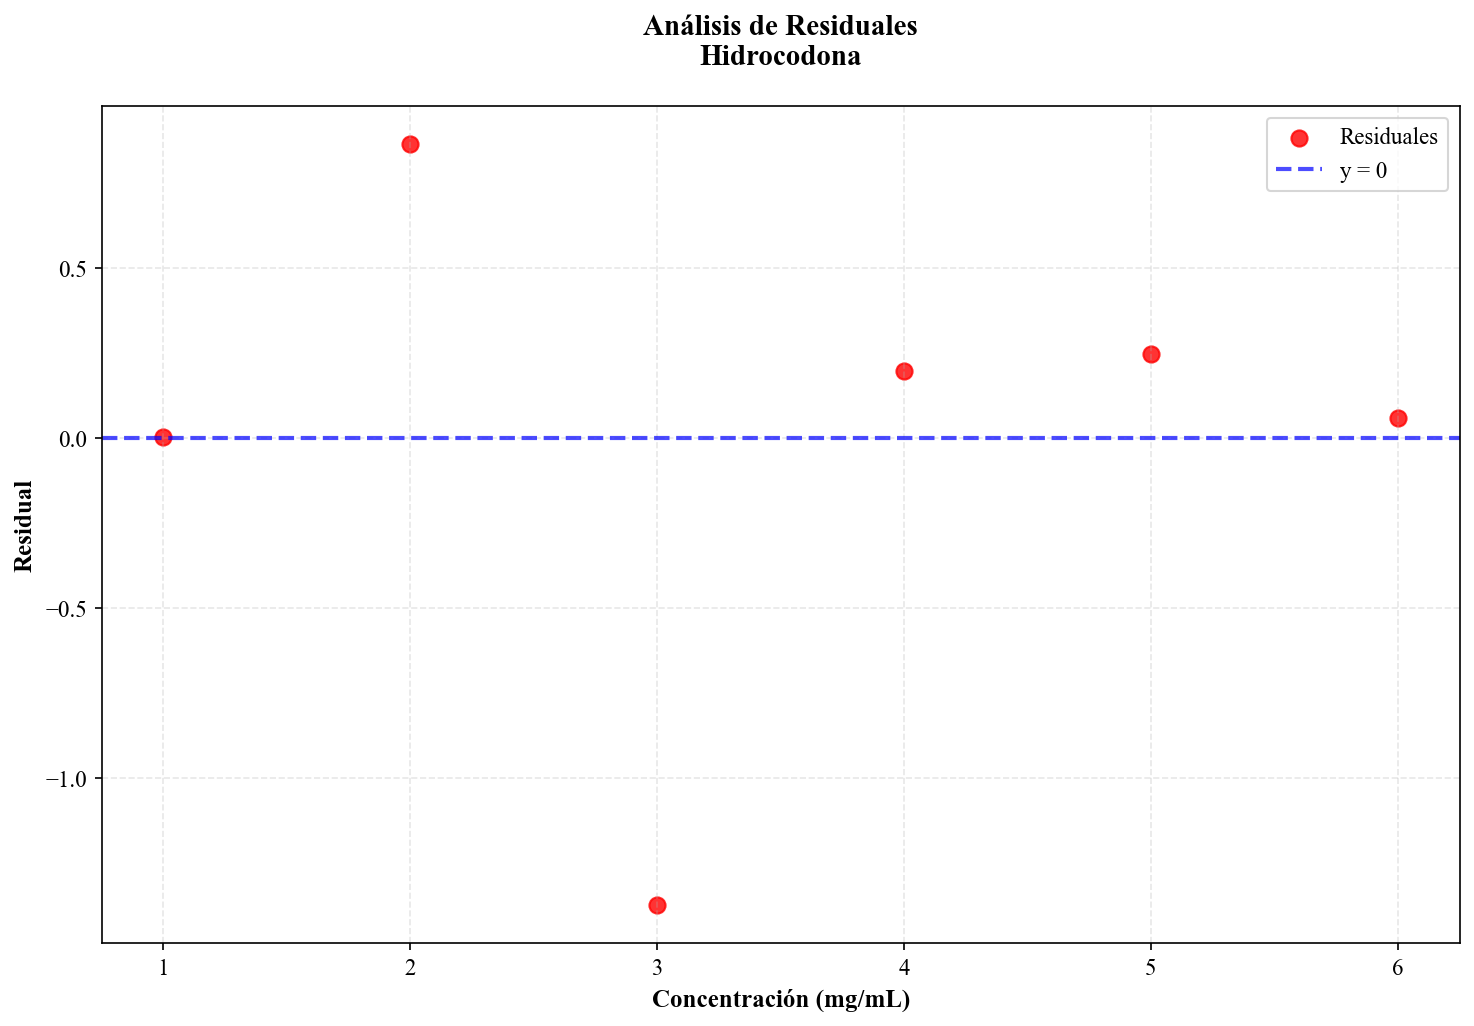 Análisis de Residuales
Hidrocodona
Residuales
y = 0
0.5
0.0
−0.5
−1.0
Residual
1 2 3 4 5 6
Concentración (mg/mL)